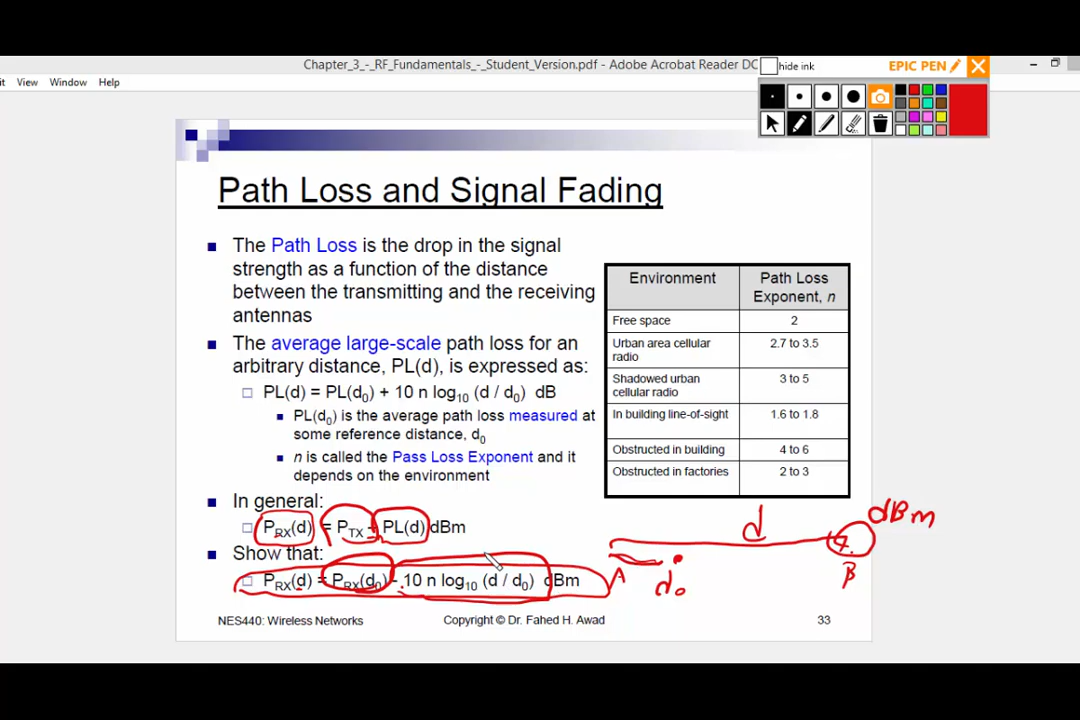 Chapter_3_-_RF_Fundamentals_-_Student_Version.pdf - Adobe Acrobat Reader DC
hide ink
EPIC PEN
it View Window Help
Path Loss and Signal Fading
The Path Loss is the drop in the signal
strength as a function of the distance
between the transmitting and the receiving
antennas
The average large-scale path loss for an
arbitrary distance, PL(d), is expressed as:
PL(d) = PL(d₀) + 10 n log₁₀ (d / d₀) dB
PL(d₀) is the average path loss measured at
some reference distance, d₀
n is called the Pass Loss Exponent and it
depends on the environment
In general:
P_RX(d) = P_TX - PL(d) dBm
Show that:
P_RX(d) = P_RX(d₀) - 10 n log₁₀ (d / d₀) dBm
Environment Path Loss
Exponent, n
Free space 2
Urban area cellular
radio 2.7 to 3.5
Shadowed urban
cellular radio 3 to 5
In building line-of-sight 1.6 to 1.8
Obstructed in building 4 to 6
Obstructed in factories 2 to 3
d
dBm
A
d₀
B
NES440: Wireless Networks Copyright © Dr. Fahed H. Awad 33